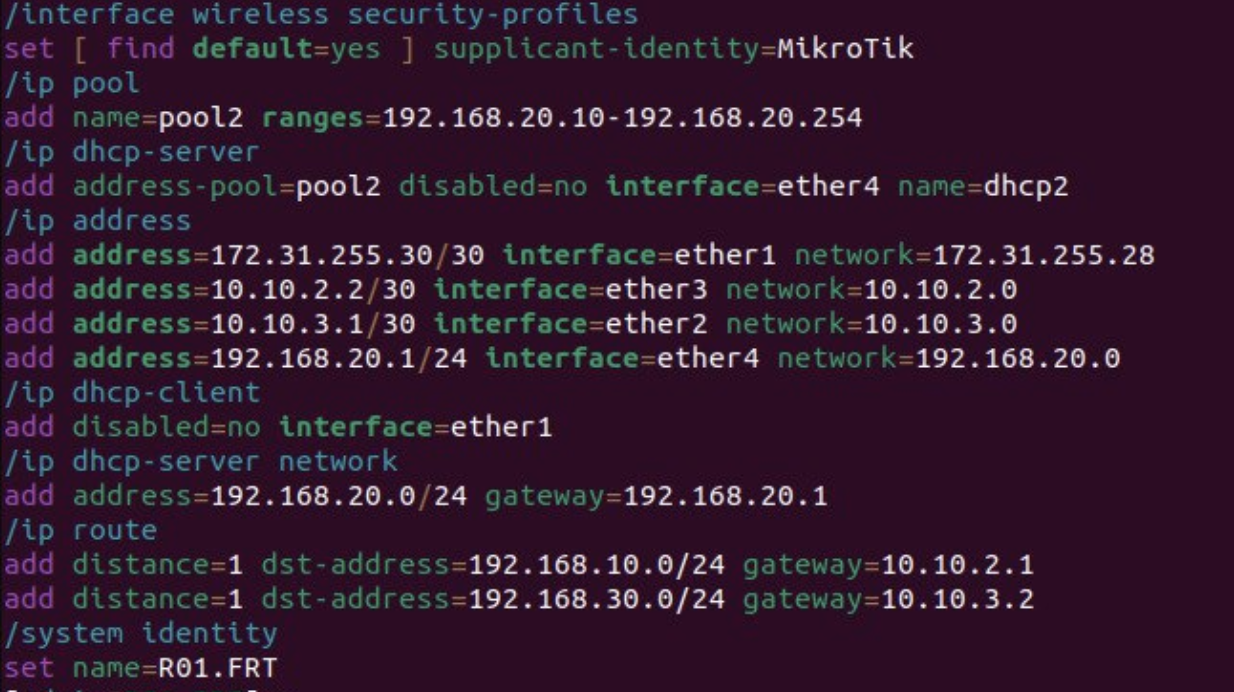 /interface wireless security-profiles
set [ find default=yes ] supplicant-identity=MikroTik
/ip pool
add name=pool2 ranges=192.168.20.10-192.168.20.254
/ip dhcp-server
add address-pool=pool2 disabled=no interface=ether4 name=dhcp2
/ip address
add address=172.31.255.30/30 interface=ether1 network=172.31.255.28
add address=10.10.2.2/30 interface=ether3 network=10.10.2.0
add address=10.10.3.1/30 interface=ether2 network=10.10.3.0
add address=192.168.20.1/24 interface=ether4 network=192.168.20.0
/ip dhcp-client
add disabled=no interface=ether1
/ip dhcp-server network
add address=192.168.20.0/24 gateway=192.168.20.1
/ip route
add distance=1 dst-address=192.168.10.0/24 gateway=10.10.2.1
add distance=1 dst-address=192.168.30.0/24 gateway=10.10.3.2
/system identity
set name=R01.FRT